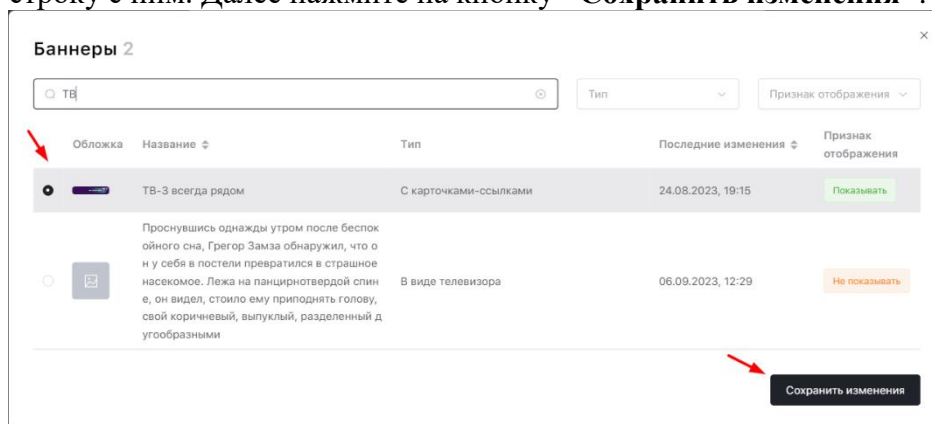 строку с ним. Далее нажмите на кнопку "Сохранить изменения".
Баннеры 2
ТВ
Тип
Признак отображения
Обложка
Название
Тип
Последние изменения
Признак
отображения
ТВ-3 всегда рядом
С карточками-ссылками
24.08.2023, 19:15
Показывать
Проснувшись однажды утром после беспок
ойного сна, Грегор Замза обнаружил, что о
н у себя в постели превратился в страшное
насекомое. Лежа на панцирнотвердой спин
е, он видел, стоило ему приподнять голову,
свой коричневый, выпуклый, разделенный д
угообразными
В виде телевизора
06.09.2023, 12:29
Не показывать
Сохранить изменения